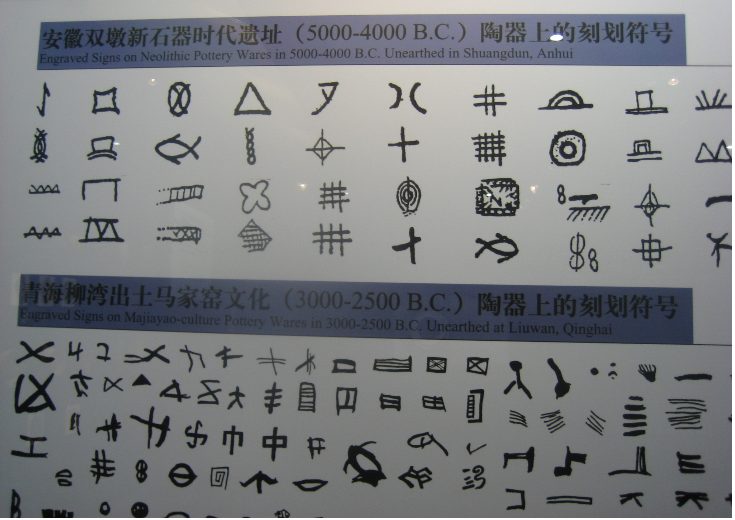 安徽双墩新石器时代遗址（5000-4000 B.C.）陶器上的刻划符号
Engraved Signs on Neolithic Pottery Wares in 5000-4000 B.C. Unearthed in Shuangdun, Anhui
青海柳湾出土马家窑文化（3000-2500 B.C.）陶器上的刻划符号
Engraved Signs on Majiayao-culture Pottery Wares in 3000-2500 B.C. Unearthed at Liuwan, Qinghai